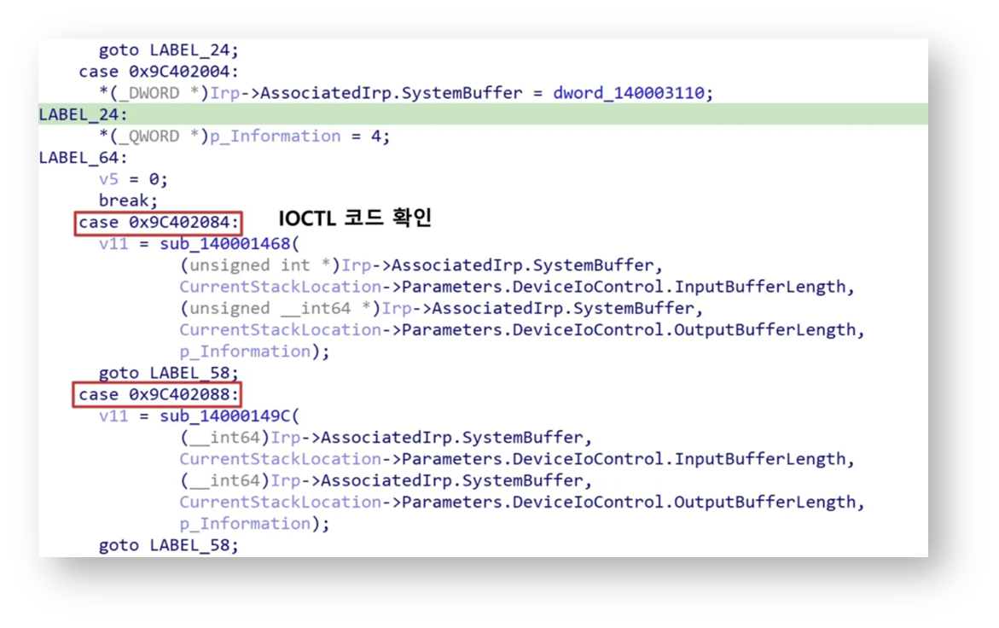 goto LABEL_24;
case 0x9C402004:
*(_DWORD *)Irp->AssociatedIrp.SystemBuffer = dword_140003110;
LABEL_24:
*(_QWORD *)p_Information = 4;
LABEL_64:
v5 = 0;
break;
case 0x9C402084: IOCTL 코드 확인
v11 = sub_140001468(
(unsigned int *)Irp->AssociatedIrp.SystemBuffer,
CurrentStackLocation->Parameters.DeviceIoControl.InputBufferLength,
(unsigned __int64 *)Irp->AssociatedIrp.SystemBuffer,
CurrentStackLocation->Parameters.DeviceIoControl.OutputBufferLength,
p_Information);
goto LABEL_58;
case 0x9C402088:
v11 = sub_14000149C(
(__int64)Irp->AssociatedIrp.SystemBuffer,
CurrentStackLocation->Parameters.DeviceIoControl.InputBufferLength,
(__int64)Irp->AssociatedIrp.SystemBuffer,
CurrentStackLocation->Parameters.DeviceIoControl.OutputBufferLength,
p_Information);
goto LABEL_58;